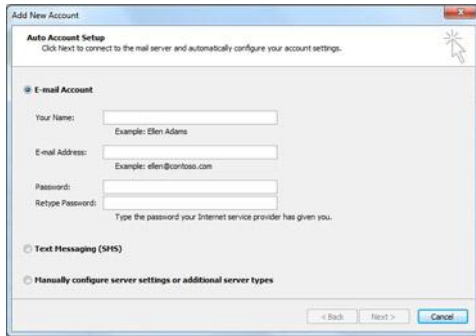 Add New Account
Auto Account Setup
Click Next to connect to the mail server and automatically configure your account settings.
E-mail Account
Your Name:
Example: Ellen Adams
E-mail Address:
Example: ellen@contoso.com
Password:
Retype Password:
Type the password your Internet service provider has given you.
Text Messaging (SMS)
Manually configure server settings or additional server types
< Back Next > Cancel